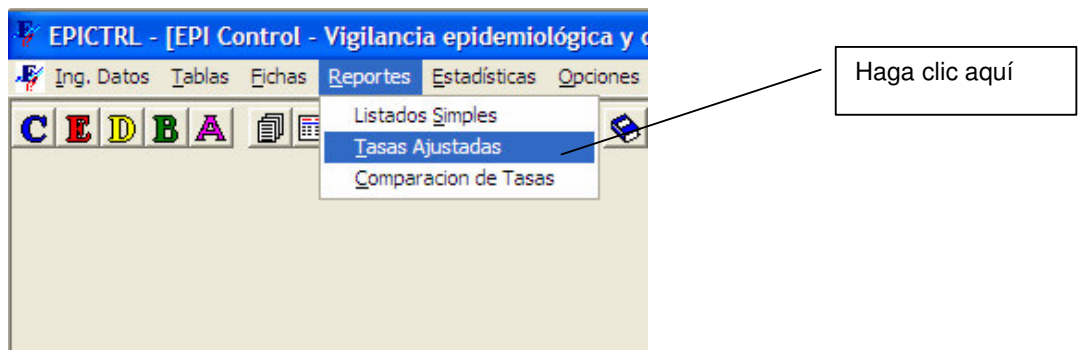 EPICTRL - [EPI Control - Vigilancia epidemiológica y
Ing. Datos Tablas Fichas Reportes Estadísticas Opciones
Haga clic aquí
C E D B A
Listados Simples
Tasas Ajustadas
Comparacion de Tasas